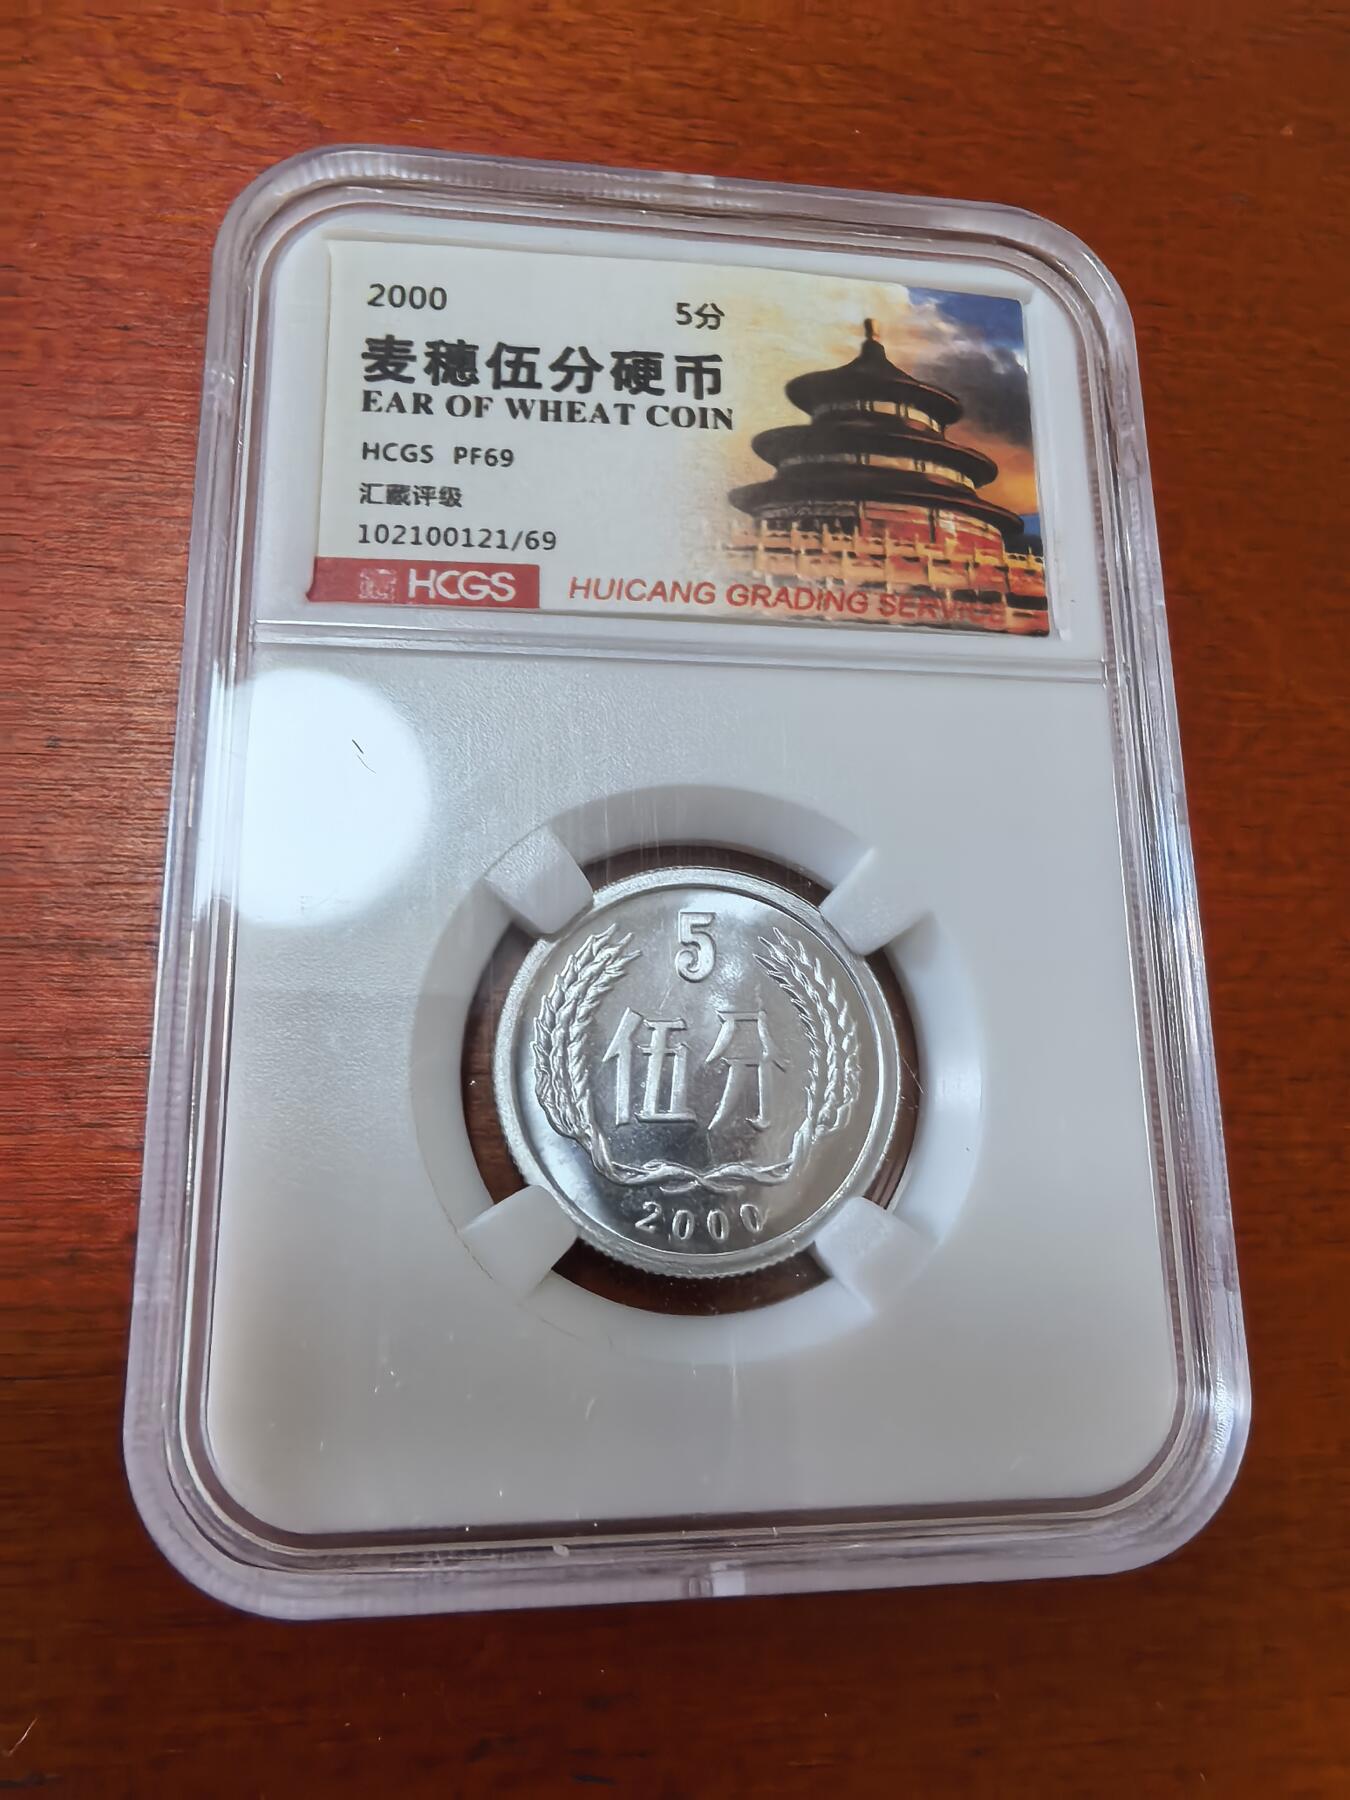 2000 5分
麦穗伍分硬币
EAR OF WHEAT COIN
HCGS PF69
汇藏评级
102100121/69
HCGS HUICANG GRADING SERVICE
5
伍分
2000